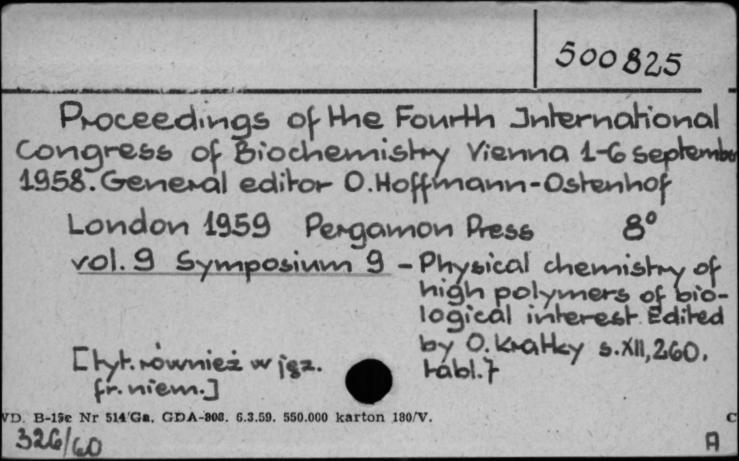 500825
Proceedings of the Fourth International
Congress of Biochemistry Vienna 1-6 September
1958. General editor O. Hoffmann-Ostenhof
London 1959 Pergamon Press 8°
vol. 9 Symposium 9 - Physical chemistry of
high polymers of bio-
logical interest. Edited
by O. Kratky s. XII, 260.
tabl. 7
[tyt. również w jęz.
fr. niem.]
VD. B-15c Nr 514/Ga. GDA-808. 6.3.59. 550.000 karton 180/V. C
326/60
A